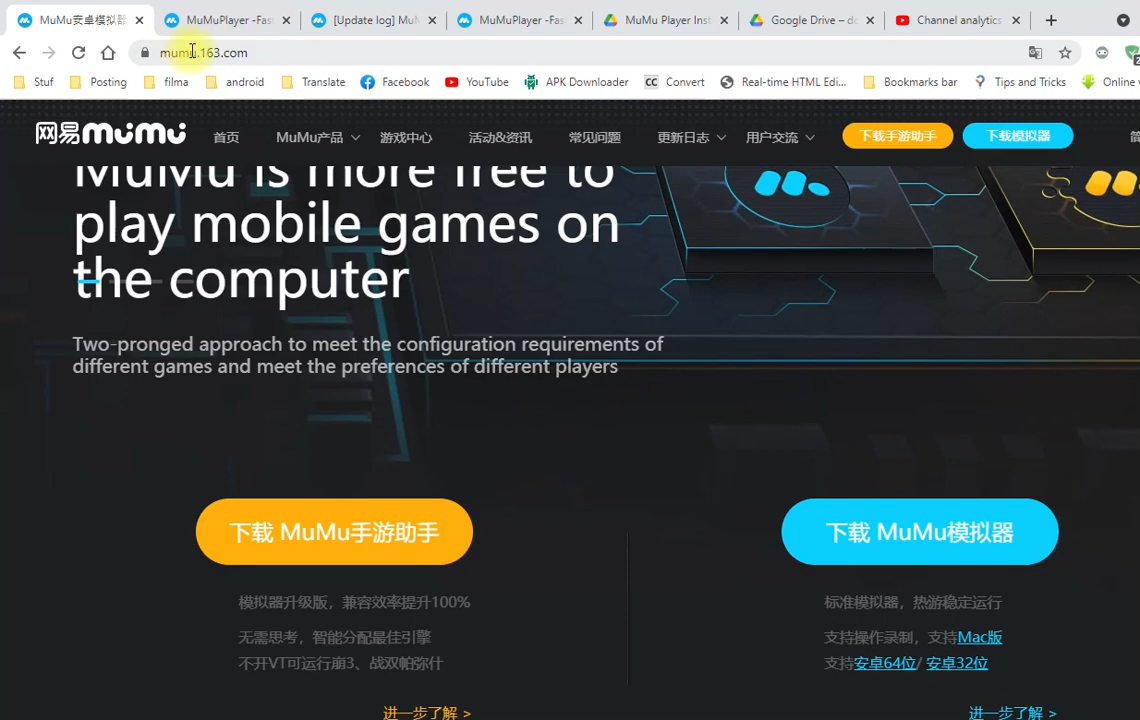 MuMu安卓模拟器
MuMuPlayer -Fas
[Update log] MuM
MuMuPlayer -Fas
MuMu Player Inst
Google Drive – do
Channel analytics
mumu.163.com
Stuf
Posting
filma
android
Translate
Facebook
YouTube
APK Downloader
CC Convert
Real-time HTML Edi...
Bookmarks bar
Tips and Tricks
Online v
网易MuMu
首页
MuMu产品
游戏中心
活动&资讯
常见问题
更新日志
用户交流
下载手游助手
下载模拟器
简
MuMu is more free to
play mobile games on
the computer
Two-pronged approach to meet the configuration requirements of
different games and meet the preferences of different players
下载 MuMu手游助手
下载 MuMu模拟器
模拟器升级版，兼容效率提升100%
标准模拟器，热游稳定运行
无需思考，智能分配最佳引擎
支持操作录制，支持Mac版
不开VT可运行崩3、战双帕弥什
支持安卓64位/ 安卓32位
进一步了解 >
进一步了解 >